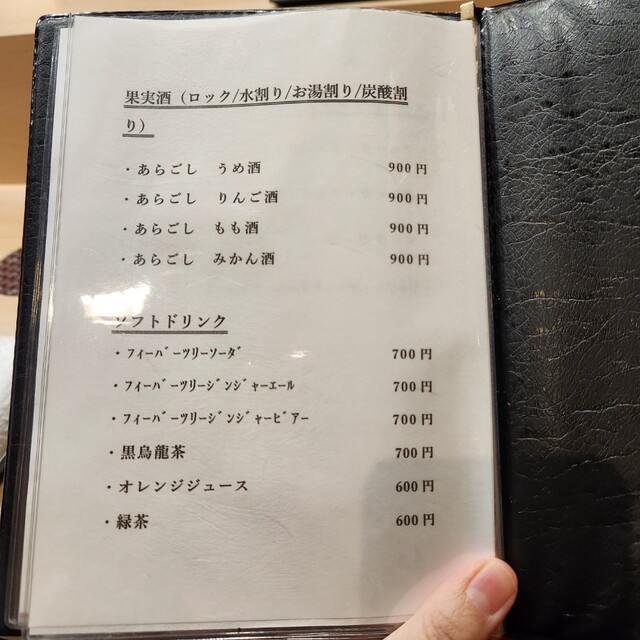 果実酒（ロック/水割り/お湯割り/炭酸割
り）
・あらごし　うめ酒 900円
・あらごし　りんご酒 900円
・あらごし　もも酒 900円
・あらごし　みかん酒 900円
ソフトドリンク
・ﾌｨｰﾊﾞｰﾂﾘｰｿｰﾀﾞ 700円
・ﾌｨｰﾊﾞｰﾂﾘｰｼﾞﾝｼﾞｬｰｴｰﾙ 700円
・ﾌｨｰﾊﾞｰﾂﾘｰｼﾞﾝｼﾞｬｰﾋﾞｱｰ 700円
・黒烏龍茶 700円
・オレンジジュース 600円
・緑茶 600円